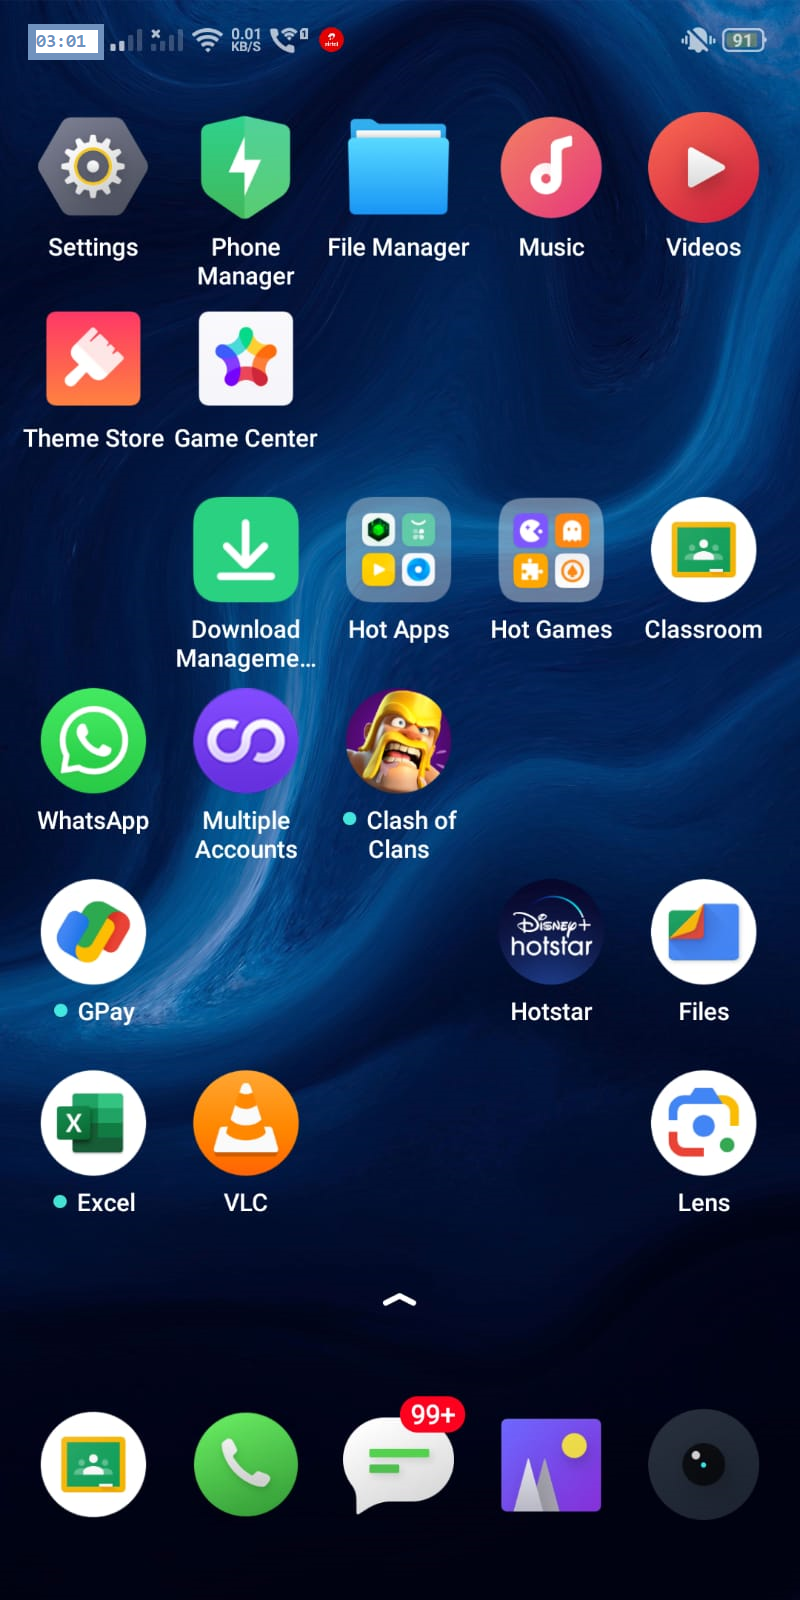 03:01 0.01 KB/S 1 airtel 91
Settings Phone Manager File Manager Music Videos
Theme Store Game Center
Download Manageme... Hot Apps Hot Games Classroom
WhatsApp Multiple Accounts Clash of Clans
Disney+ hotstar
GPay Hotstar Files
X
Excel VLC Lens
99+